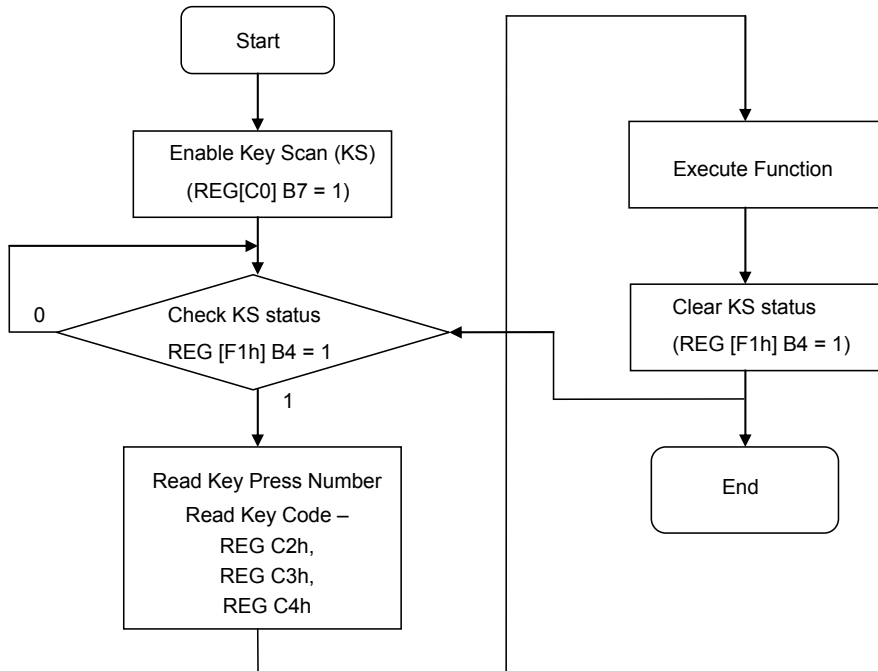 Start
Enable Key Scan (KS)
(REG[C0] B7 = 1)
0
Check KS status
REG [F1h] B4 = 1
1
Read Key Press Number
Read Key Code –
REG C2h,
REG C3h,
REG C4h
Execute Function
Clear KS status
(REG [F1h] B4 = 1)
End